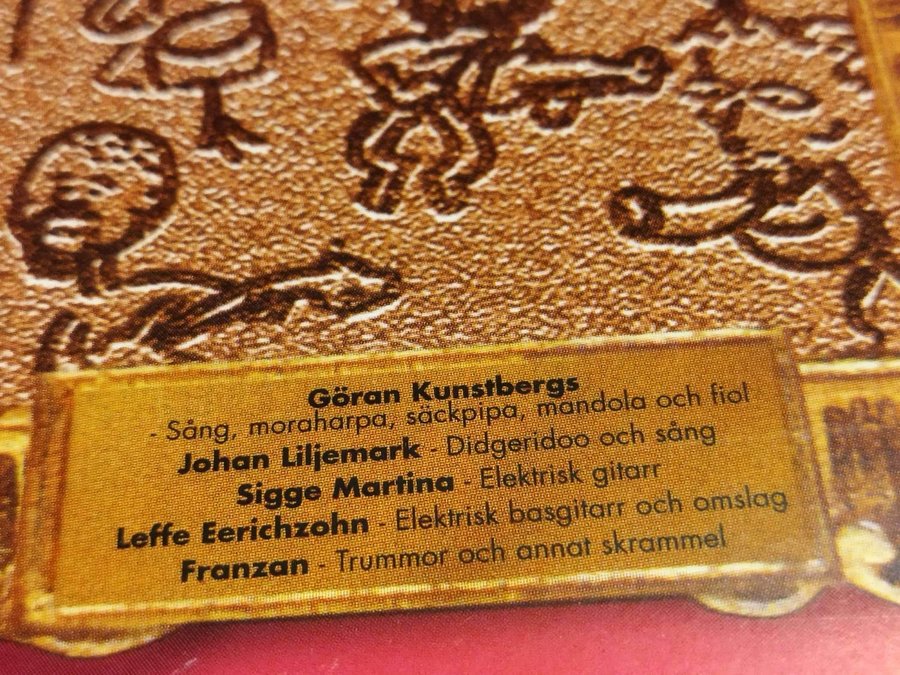 Göran Kunstbergs
- Sång, moraharpa, säckpipa, mandola och fiol
Johan Liljemark - Didgeridoo och sång
Sigge Martina - Elektrisk gitarr
Leffe Eerichzohn - Elektrisk basgitarr och omslag
Franzan - Trummor och annat skrammel